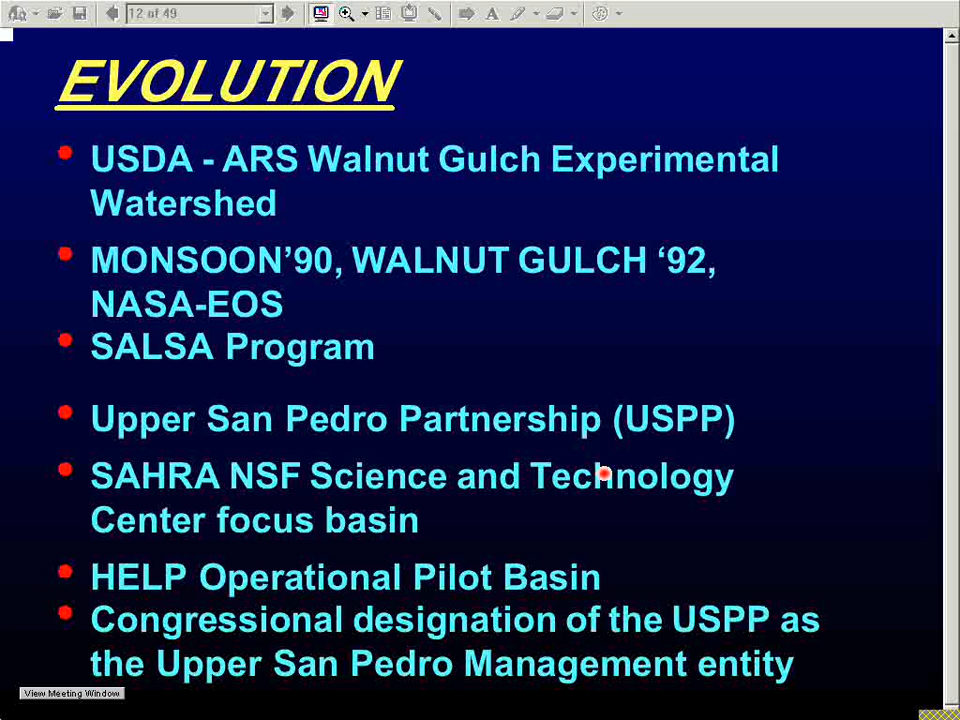 12 of 49
EVOLUTION
• USDA - ARS Walnut Gulch Experimental
Watershed
• MONSOON’90, WALNUT GULCH ‘92,
NASA-EOS
• SALSA Program
• Upper San Pedro Partnership (USPP)
• SAHRA NSF Science and Technology
Center focus basin
• HELP Operational Pilot Basin
• Congressional designation of the USPP as
the Upper San Pedro Management entity
View Meeting Window